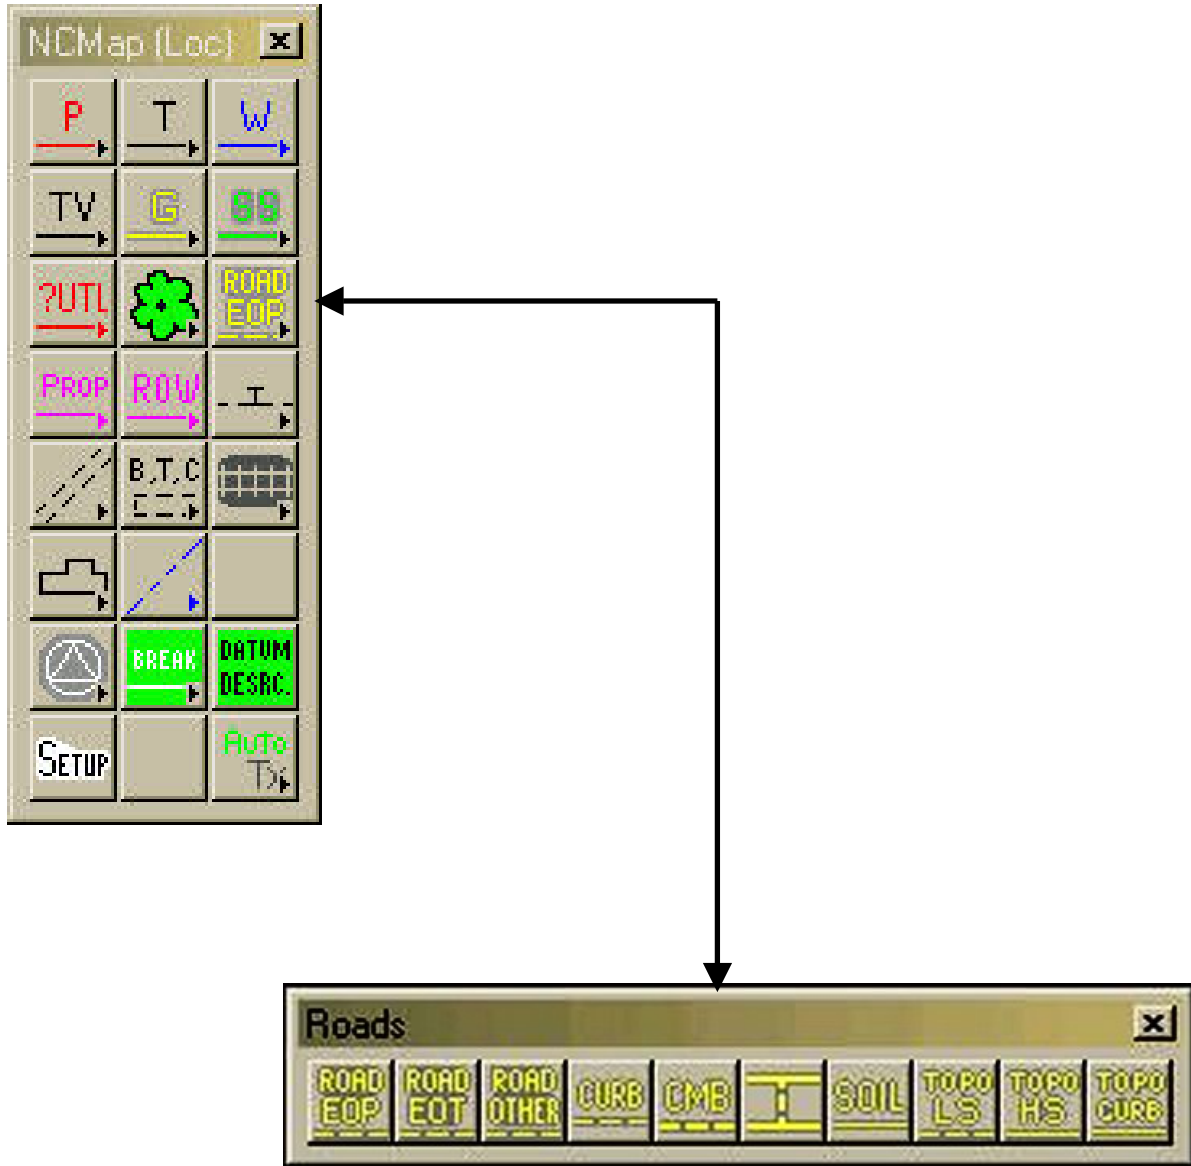 NCMap (Loc)
P T W
TV G SS
?UTL ROAD EOP
PROP ROW
B,T,C
BREAK DATUM DESRC.
SETUP Auto Tx
Roads
ROAD EOP ROAD EOT ROAD OTHER CURB CMB SOIL TOPO LS TOPO HS TOPO CURB